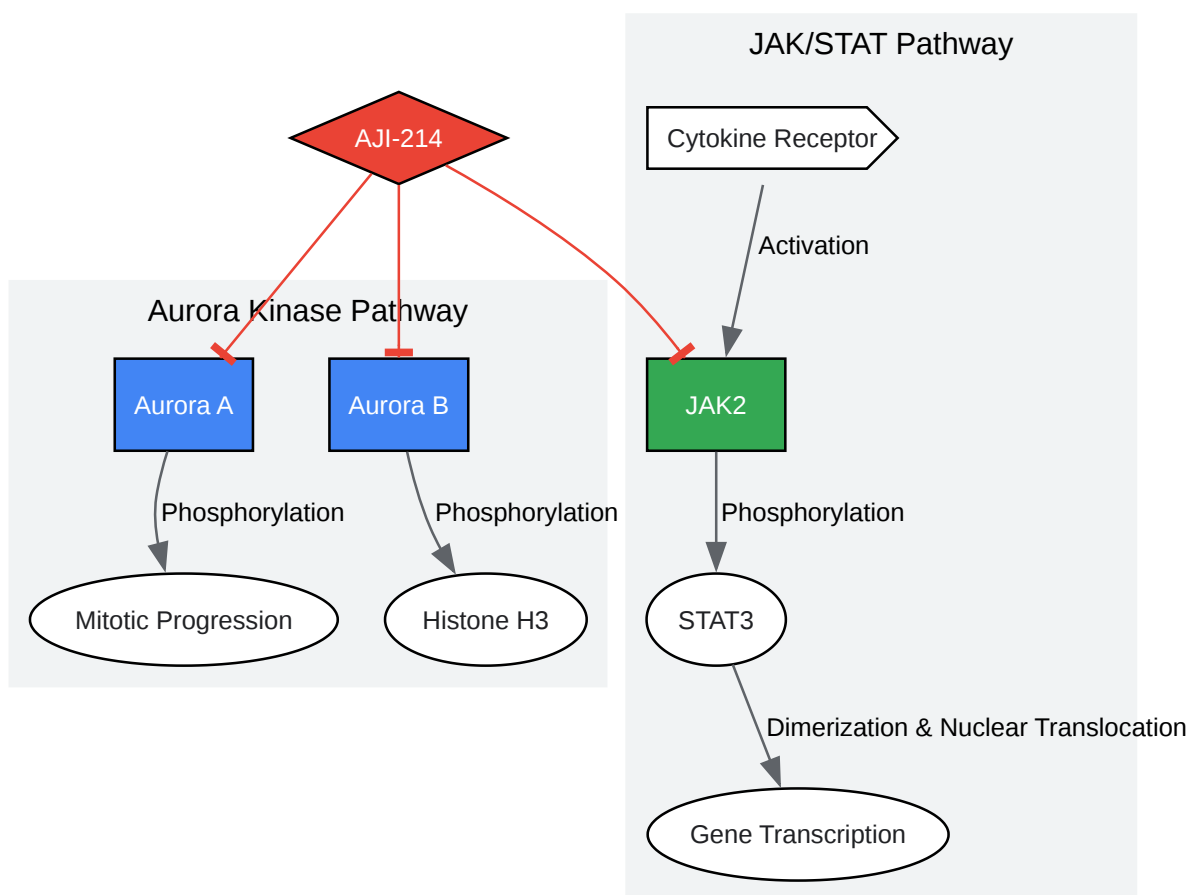 JAK/STAT Pathway
AJI-214
Cytokine Receptor
Activation
Aurora Kinase Pathway
Aurora A
Aurora B
JAK2
Phosphorylation
Phosphorylation
Phosphorylation
Mitotic Progression
Histone H3
STAT3
Dimerization & Nuclear Translocation
Gene Transcription